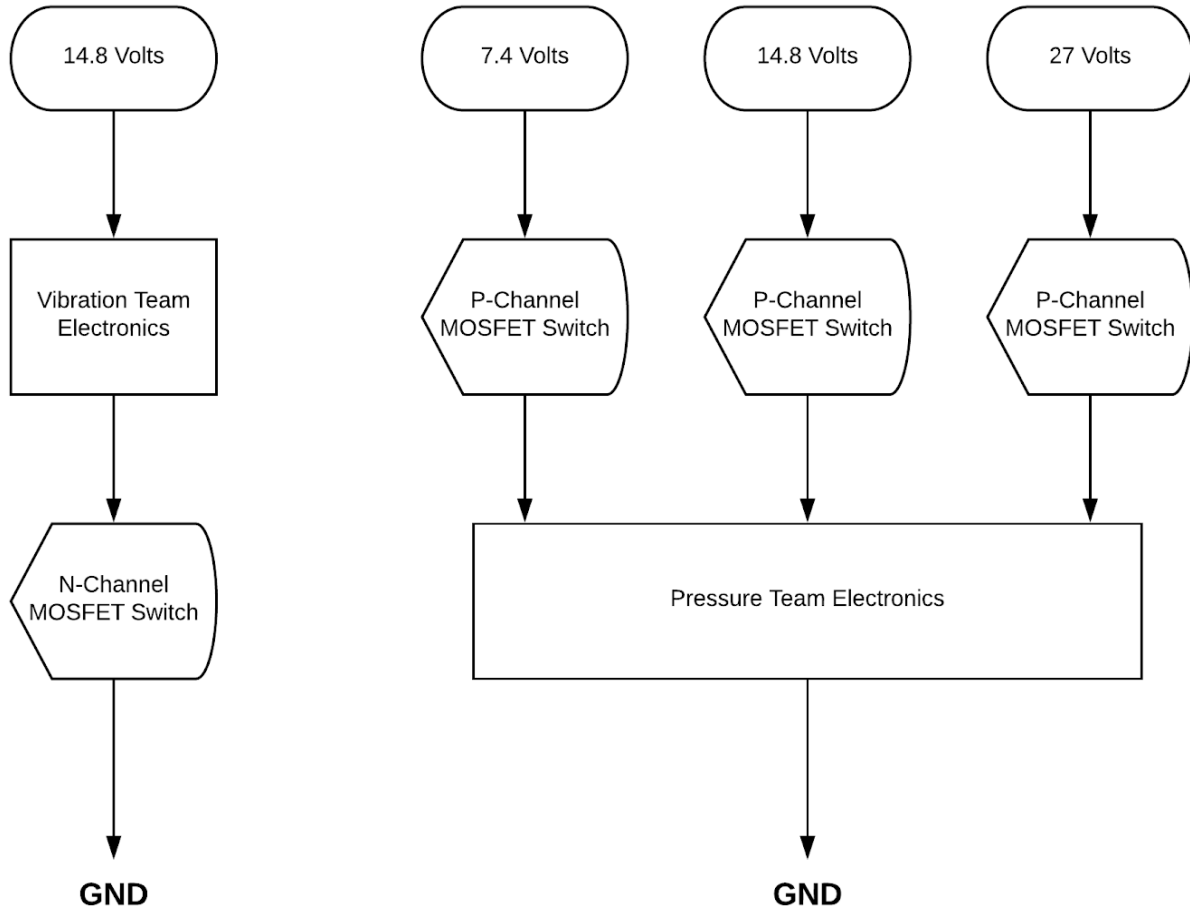 14.8 Volts
7.4 Volts
14.8 Volts
27 Volts
Vibration Team
Electronics
P-Channel
MOSFET Switch
P-Channel
MOSFET Switch
P-Channel
MOSFET Switch
N-Channel
MOSFET Switch
Pressure Team Electronics
GND
GND